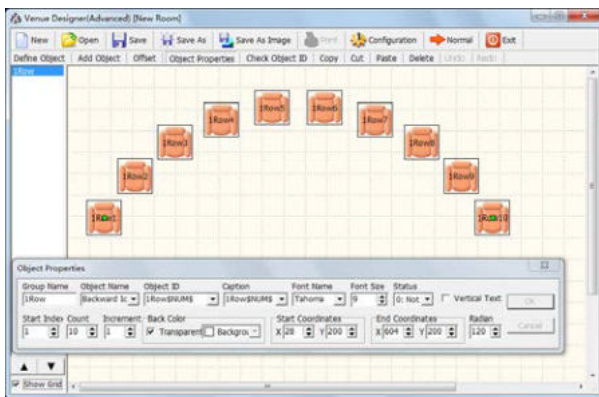 Venue Designer(Advanced) [New Room]
New Open Save Save As Save As Image Print Configuration Normal Exit
Define Object Add Object Offset Object Properties Check Object ID Copy Cut Paste Delete Undo Redo
1Row
1Row5 1Row6
1Row4 1Row7
1Row3 1Row8
1Row2 1Row9
1Row1 1Row10
Object Properties
Group Name Object Name Object ID Caption Font Name Font Size Status
1Row Backward Ic 1Row$NUM$ 1Row$NUM$ Tahoma 9 0: Not Vertical Text OK
Start Index Count Increment Back Color Start Coordinates End Coordinates Radian
1 10 1 Transparent Backgrou X 28 Y 200 X 604 Y 200 120 Cancel
Show Grid